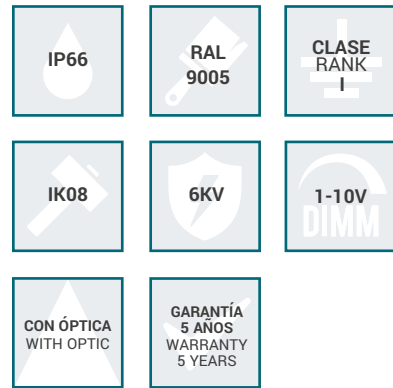 IP66
RAL
9005
CLASE
RANK
I
IK08
6KV
1-10V
DIMM
CON ÓPTICA
WITH OPTIC
GARANTÍA
5 AÑOS
WARRANTY
5 YEARS